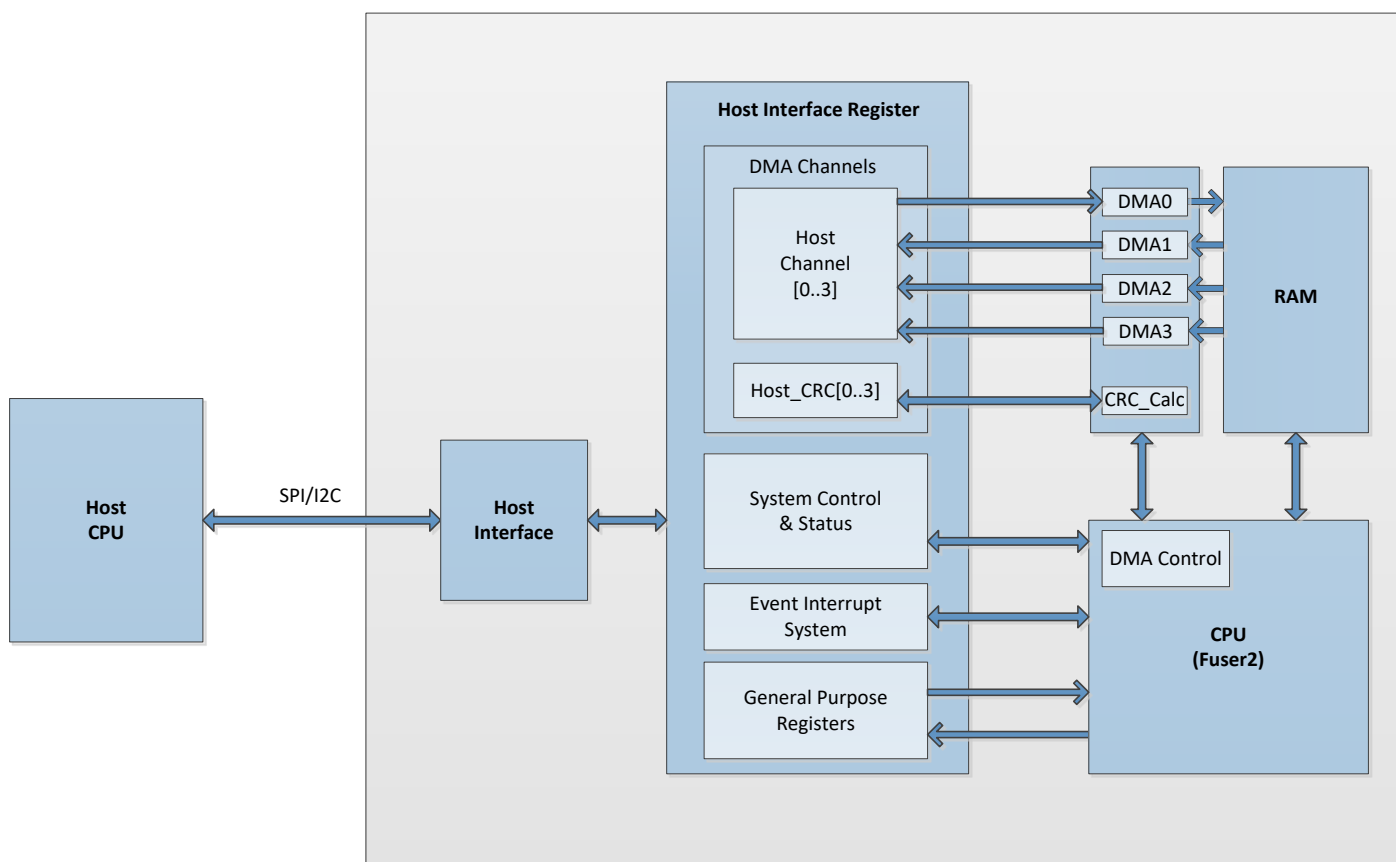 Host Interface Register
DMA Channels
Host
Channel
[0..3]
Host_CRC[0..3]
DMA0
DMA1
DMA2
DMA3
CRC_Calc
RAM
Host
CPU
SPI/I2C
Host
Interface
System Control
& Status
Event Interrupt
System
General Purpose
Registers
DMA Control
CPU
(Fuser2)